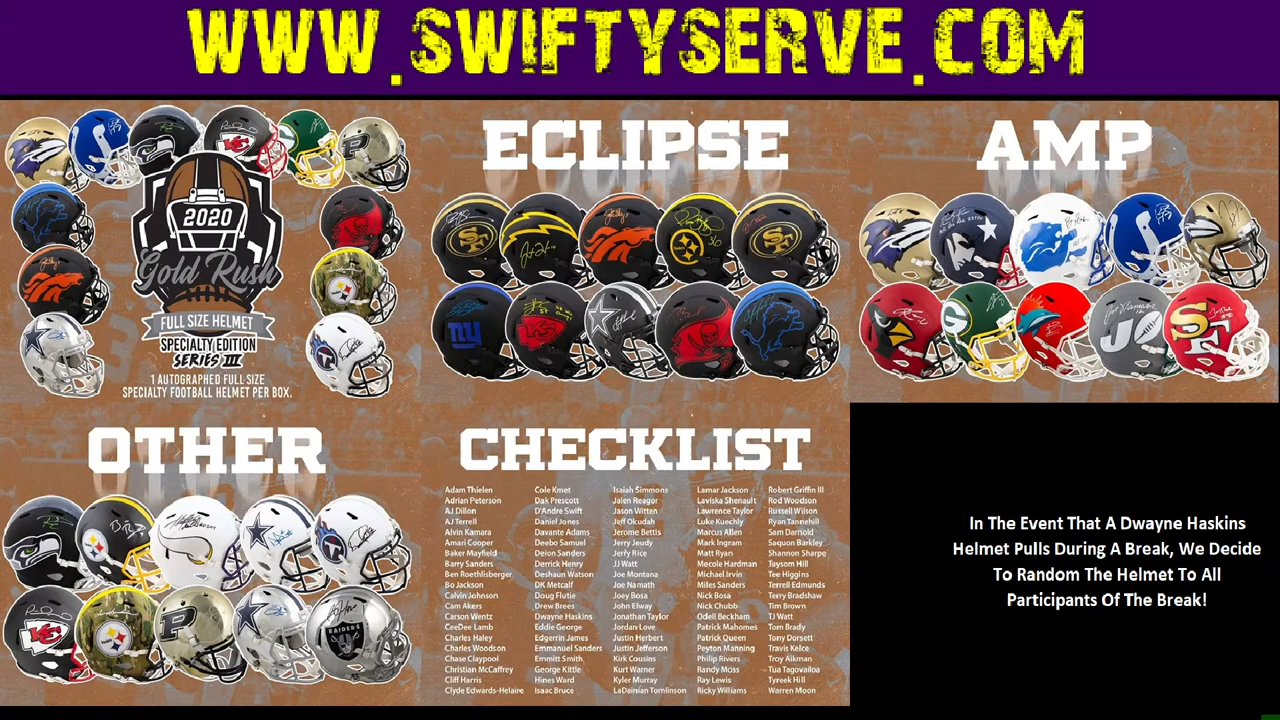 WWW.SWIFTYSERVE.COM
2020
Gold Rush
FULL SIZE HELMET
SPECIALTY EDITION
SERIES III
1 AUTOGRAPHED FULL SIZE
SPECIALTY FOOTBALL HELMET PER BOX.
ECLIPSE
AMP
OTHER
CHECKLIST
Adam Thielen
Adrian Peterson
AJ Dillon
AJ Terrell
Alvin Kamara
Amari Cooper
Baker Mayfield
Barry Sanders
Ben Roethlisberger
Bo Jackson
Calvin Johnson
Cam Akers
Carson Wentz
CeeDee Lamb
Charles Haley
Charles Woodson
Chase Claypool
Christian McCaffrey
Cliff Harris
Clyde Edwards-Helaire
Cole Kmet
Dak Prescott
D'Andre Swift
Daniel Jones
Davante Adams
Deebo Samuel
Deion Sanders
Derrick Henry
Deshaun Watson
DK Metcalf
Doug Flutie
Drew Brees
Dwayne Haskins
Eddie George
Edgerrin James
Emmanuel Sanders
Emmitt Smith
George Kittle
Hines Ward
Isaac Bruce
Isaiah Simmons
Jalen Reagor
Jason Witten
Jeff Okudah
Jerome Bettis
Jerry Jeudy
Jerry Rice
JJ Watt
Joe Montana
Joe Namath
Joey Bosa
John Elway
Jonathan Taylor
Jordan Love
Justin Herbert
Justin Jefferson
Kirk Cousins
Kurt Warner
Kyler Murray
LaDainian Tomlinson
Lamar Jackson
Laviska Shenault
Lawrence Taylor
Luke Kuechly
Marcus Allen
Mark Ingram
Matt Ryan
Mecole Hardman
Michael Irvin
Miles Sanders
Nick Bosa
Nick Chubb
Odell Beckham
Patrick Mahomes
Patrick Queen
Peyton Manning
Philip Rivers
Randy Moss
Ray Lewis
Ricky Williams
Robert Griffin III
Rod Woodson
Russell Wilson
Ryan Tannehill
Sam Darnold
Saquon Barkley
Shannon Sharpe
Taysom Hill
Tee Higgins
Terrell Edmunds
Terry Bradshaw
Tim Brown
TJ Watt
Tom Brady
Tony Dorsett
Travis Kelce
Troy Aikman
Tua Tagovailoa
Tyreek Hill
Warren Moon
In The Event That A Dwayne Haskins
Helmet Pulls During A Break, We Decide
To Random The Helmet To All
Participants Of The Break!